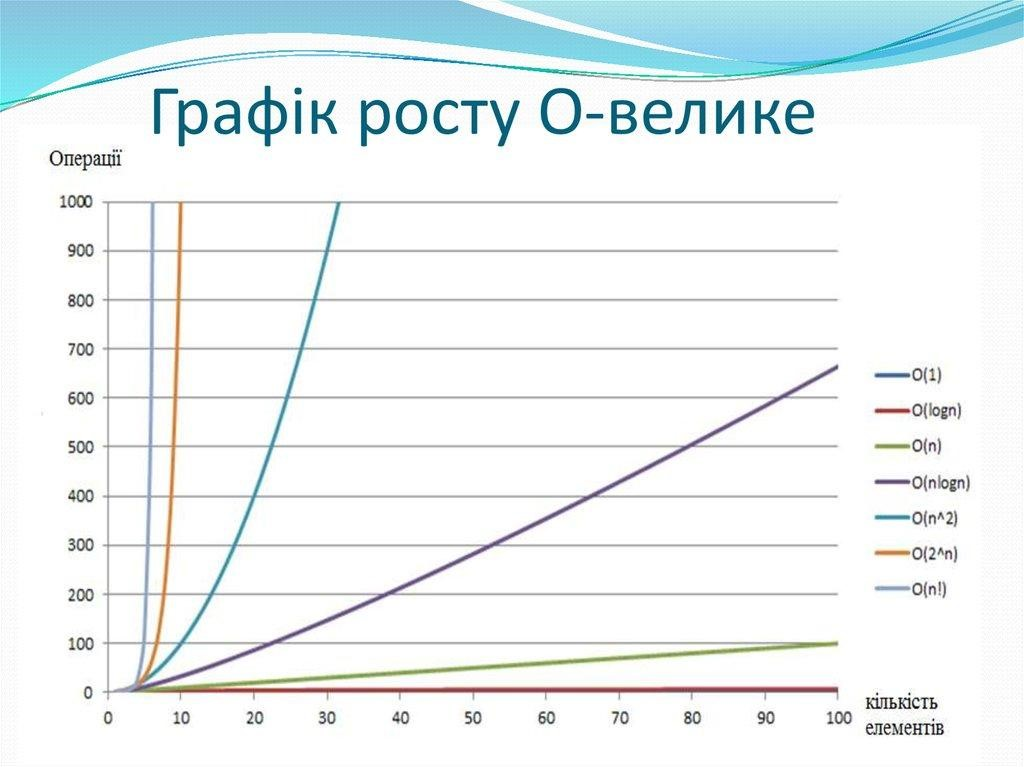 Графік росту О-велике
Операції
1000
900
800
700
600
500
400
300
200
100
0
0 10 20 30 40 50 60 70 80 90 100
кількість
елементів
O(1)
O(logn)
O(n)
O(nlogn)
O(n^2)
O(2^n)
O(n!)